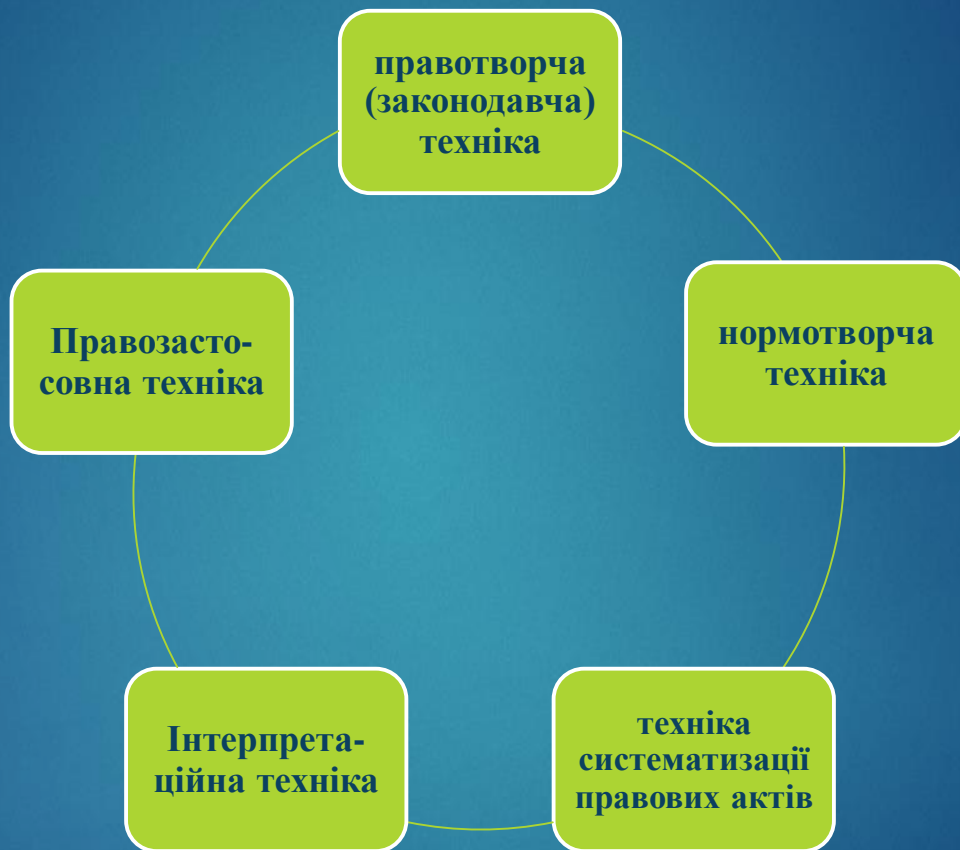 правотворча
(законодавча)
техніка
нормотворча
техніка
техніка
систематизації
правових актів
Інтерпрета-
ційна техніка
Правозасто-
совна техніка